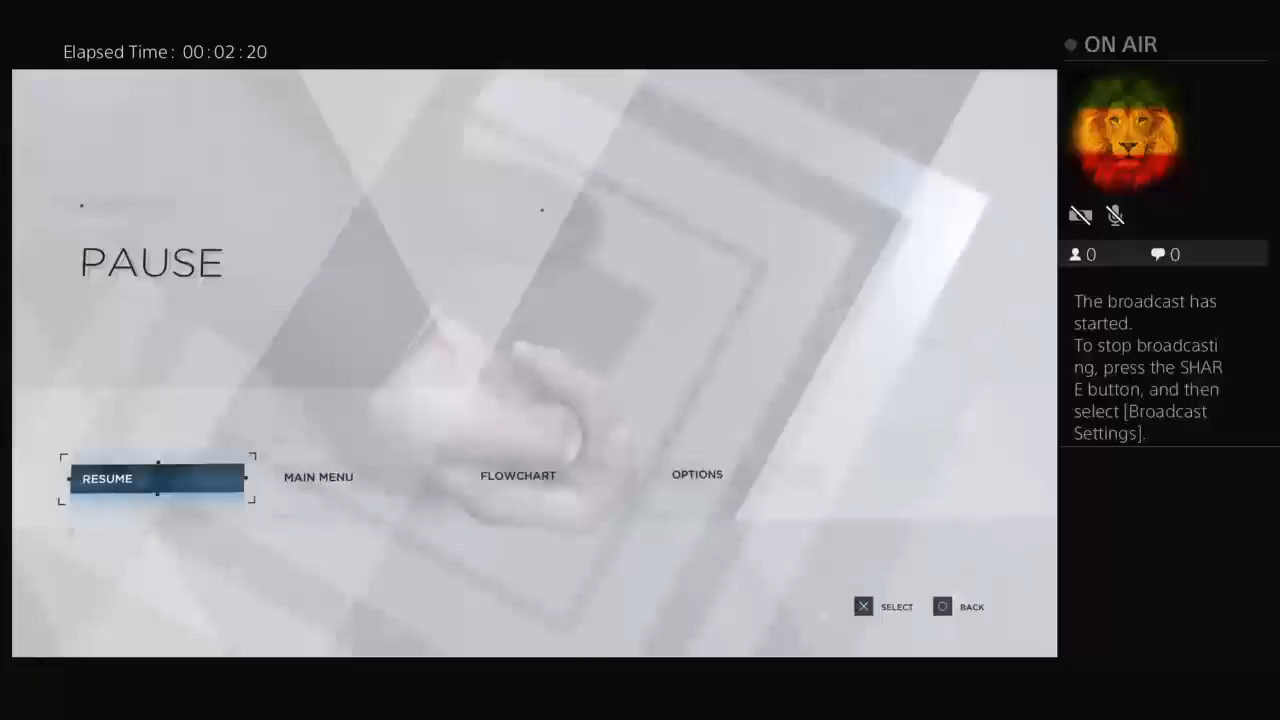 Elapsed Time: 00:02:20
ON AIR
PAUSE
0
0
The broadcast has
started.
To stop broadcasti
ng, press the SHAR
E button, and then
select [Broadcast
Settings].
RESUME
MAIN MENU
FLOWCHART
OPTIONS
SELECT
BACK